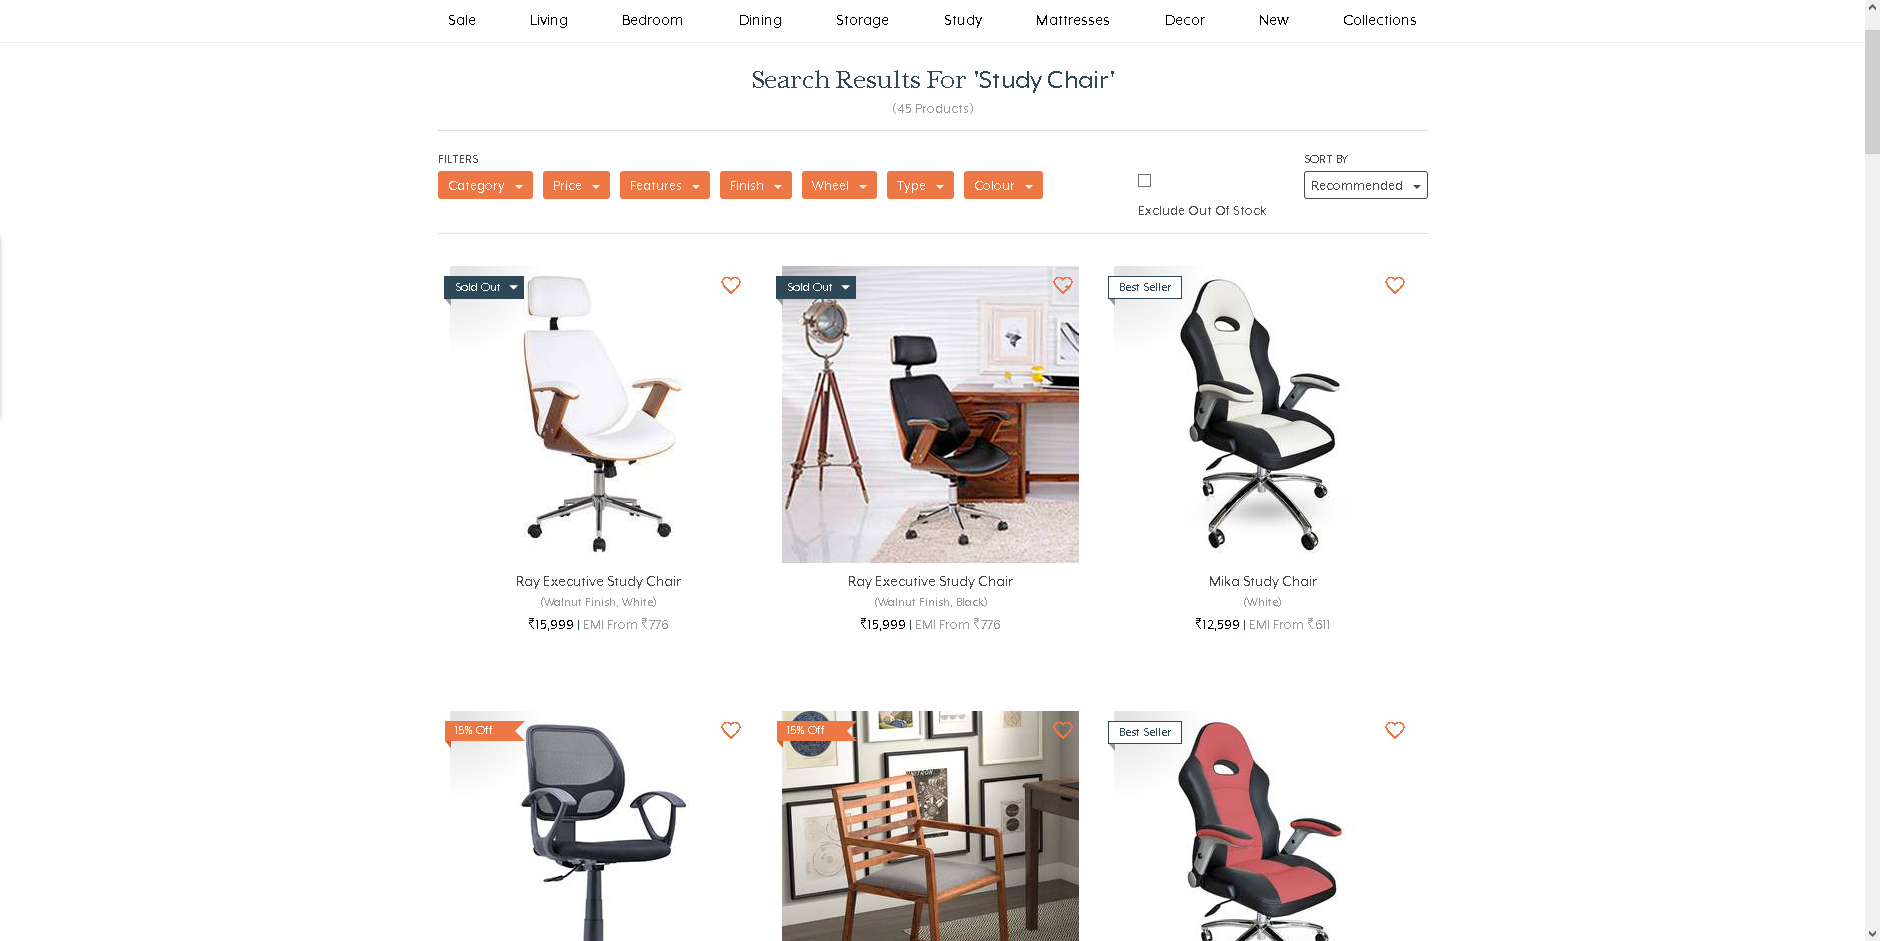 Sale Living Bedroom Dining Storage Study Mattresses Decor New Collections
Search Results For 'Study Chair'
(45 Products)
FILTERS
Category Price Features Finish Wheel Type Colour
Exclude Out Of Stock
SORT BY
Recommended
Sold Out
Sold Out
Best Seller
Ray Executive Study Chair
(Walnut Finish, White)
₹15,999 | EMI From ₹776
Ray Executive Study Chair
(Walnut Finish, Black)
₹15,999 | EMI From ₹776
Mika Study Chair
(White)
₹12,599 | EMI From ₹611
15% Off
15% Off
Best Seller